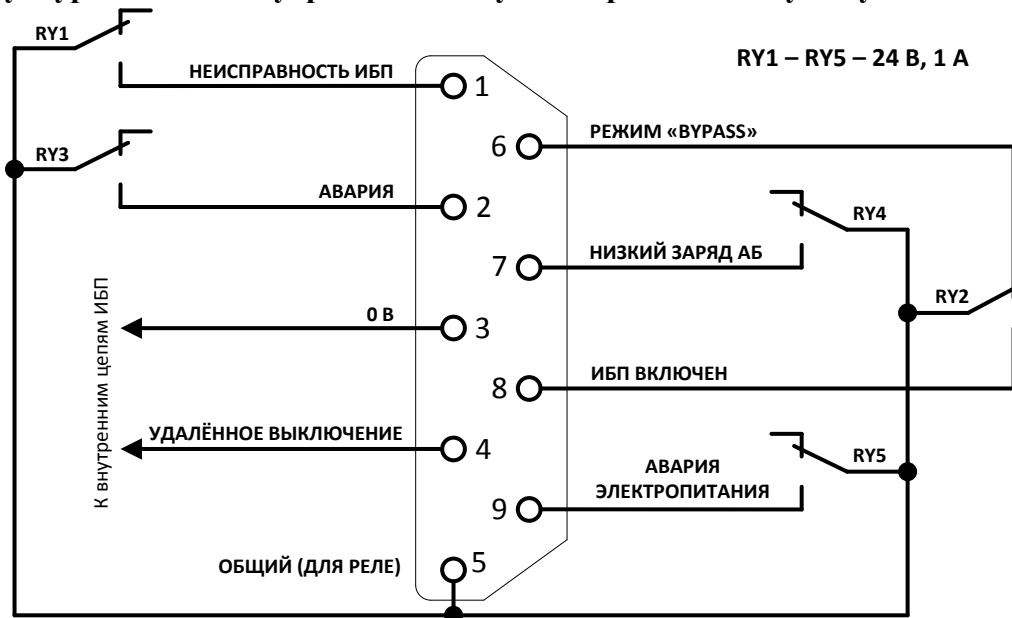 RY1
RY1 – RY5 – 24 В, 1 А
НЕИСПРАВНОСТЬ ИБП
1
6
РЕЖИМ «BYPASS»
RY3
АВАРИЯ
2
RY4
7
НИЗКИЙ ЗАРЯД АБ
К внутренним цепям ИБП
0 В
3
RY2
8
ИБП ВКЛЮЧЕН
УДАЛЁННОЕ ВЫКЛЮЧЕНИЕ
4
RY5
АВАРИЯ
ЭЛЕКТРОПИТАНИЯ
9
ОБЩИЙ (ДЛЯ РЕЛЕ)
5